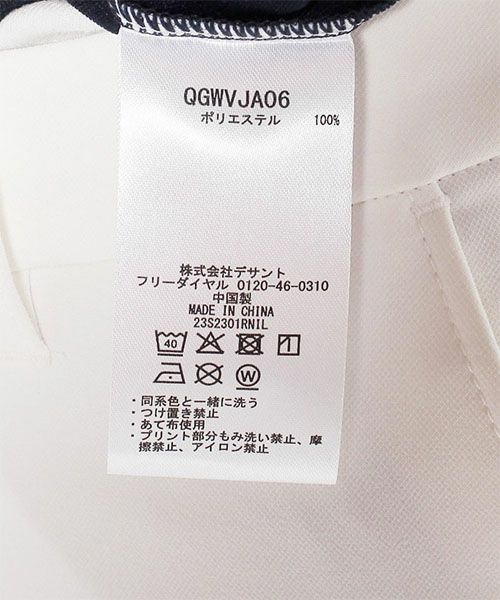 QGWVJA06
ポリエステル 100%
株式会社デサント
フリーダイヤル 0120-46-0310
中国製
MADE IN CHINA
23S2301RNIL
40
W
・同系色と一緒に洗う
・つけ置き禁止
・あて布使用
・プリント部分もみ洗い禁止、摩
擦禁止、アイロン禁止